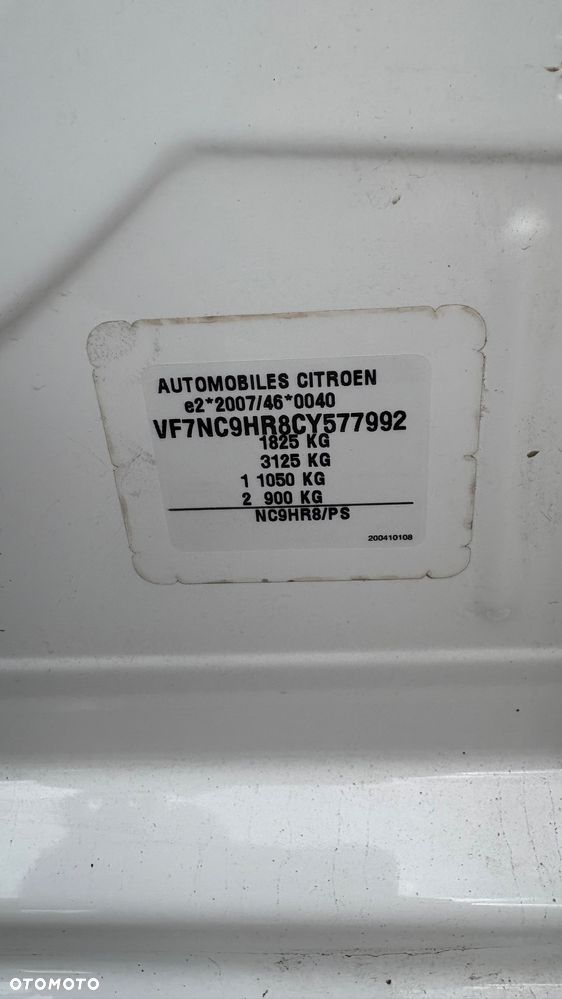 AUTOMOBILES CITROEN
e2*2007/46*0040
VF7NC9HR8CY577992
1825 KG
3125 KG
1 1050 KG
2 900 KG
NC9HR8/PS
200410108
OTOMOTO